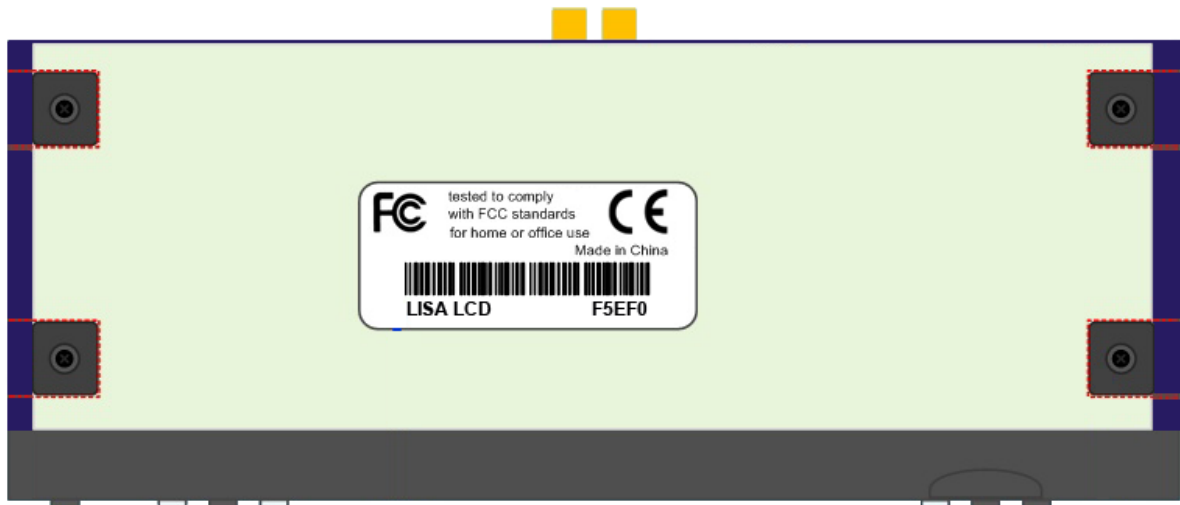 FC
tested to comply
with FCC standards
for home or office use
CE
Made in China
LISA LCD F5EF0